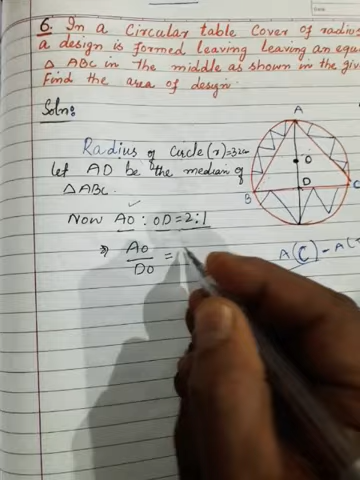 6. In a Circular table Cover of radius
a design is formed leaving leaving an equ
Δ ABC in the middle as shown in the giv
Find the area of design.
Soln:
A
Radius of Circle (r)=32cm
let AD be the median of
O
ΔABC.
D
B
C
Now AO : OD = 2:1
⇒ AO
DO =
A(C) - A(